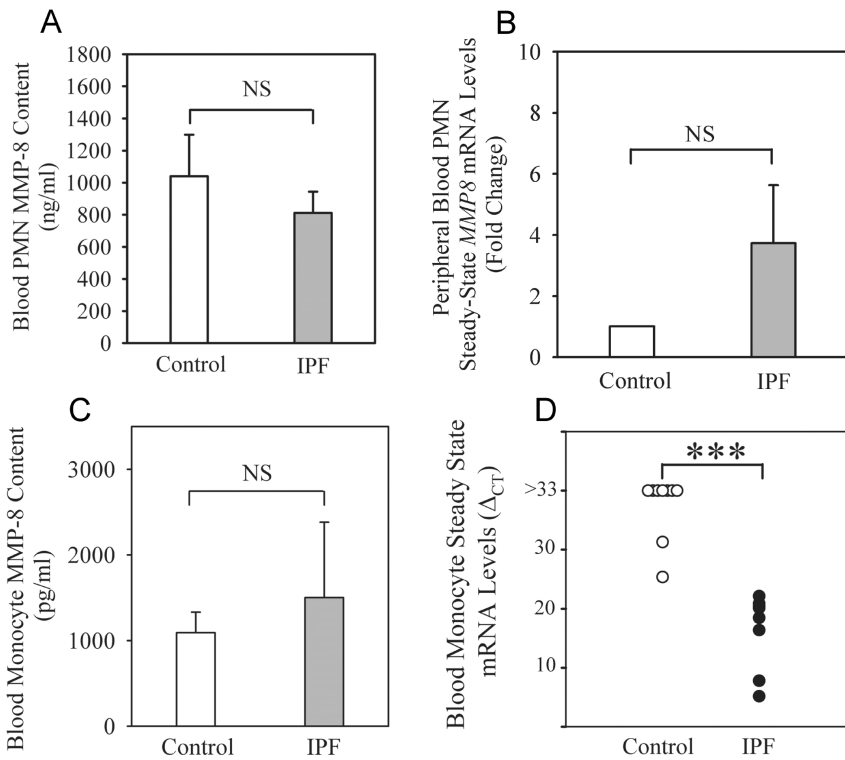 A
Blood PMN MMP-8 Content
(ng/ml)
1800
1600
1400
1200
1000
800
600
400
200
0
NS
Control
IPF
B
Peripheral Blood PMN
Steady-State MMP8 mRNA Levels
(Fold Change)
10
8
6
4
2
0
NS
Control
IPF
C
Blood Monocyte MMP-8 Content
(pg/ml)
3000
2000
1000
0
NS
Control
IPF
D
Blood Monocyte Steady State
mRNA Levels (ΔCT)
>33
30
20
10
***
Control
IPF